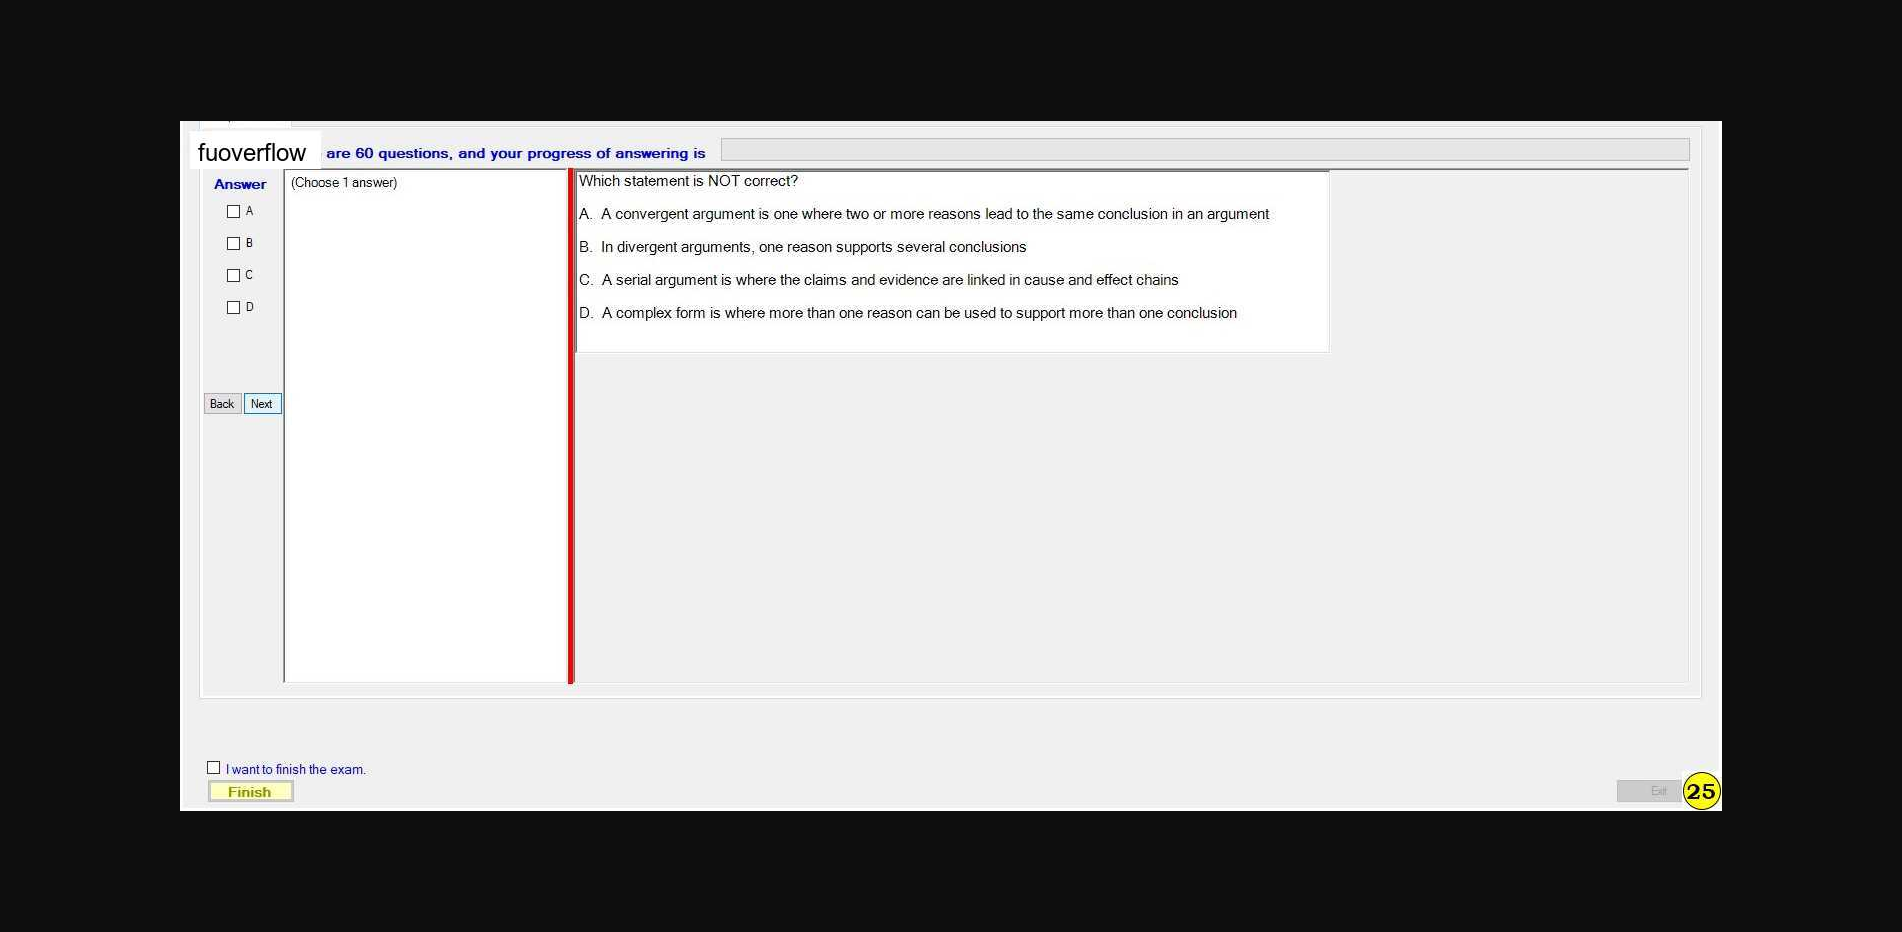 fuoverflow are 60 questions, and your progress of answering is
Answer
(Choose 1 answer)
A
B
C
D
Back Next
Which statement is NOT correct?
A. A convergent argument is one where two or more reasons lead to the same conclusion in an argument
B. In divergent arguments, one reason supports several conclusions
C. A serial argument is where the claims and evidence are linked in cause and effect chains
D. A complex form is where more than one reason can be used to support more than one conclusion
I want to finish the exam.
Finish
Exit
25